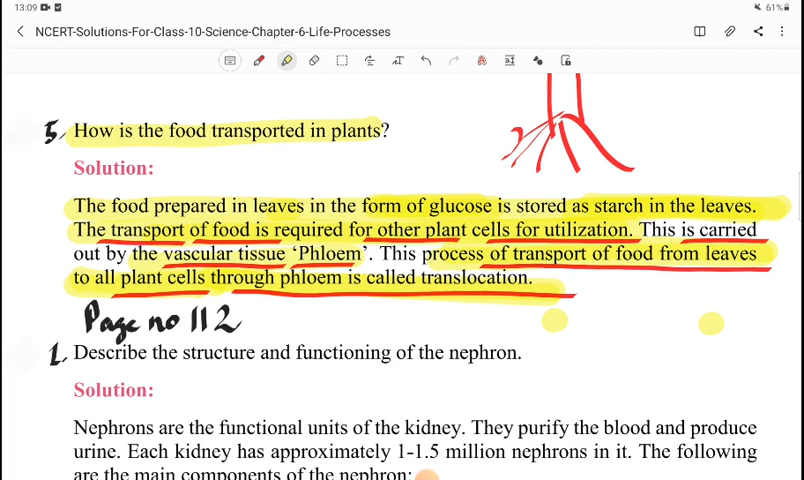 13:09
61%
NCERT-Solutions-For-Class-10-Science-Chapter-6-Life-Processes
5. How is the food transported in plants?
Solution:
The food prepared in leaves in the form of glucose is stored as starch in the leaves.
The transport of food is required for other plant cells for utilization. This is carried
out by the vascular tissue ‘Phloem’. This process of transport of food from leaves
to all plant cells through phloem is called translocation.
Page no 112
1. Describe the structure and functioning of the nephron.
Solution:
Nephrons are the functional units of the kidney. They purify the blood and produce
urine. Each kidney has approximately 1-1.5 million nephrons in it. The following
are the main components of the nephron: